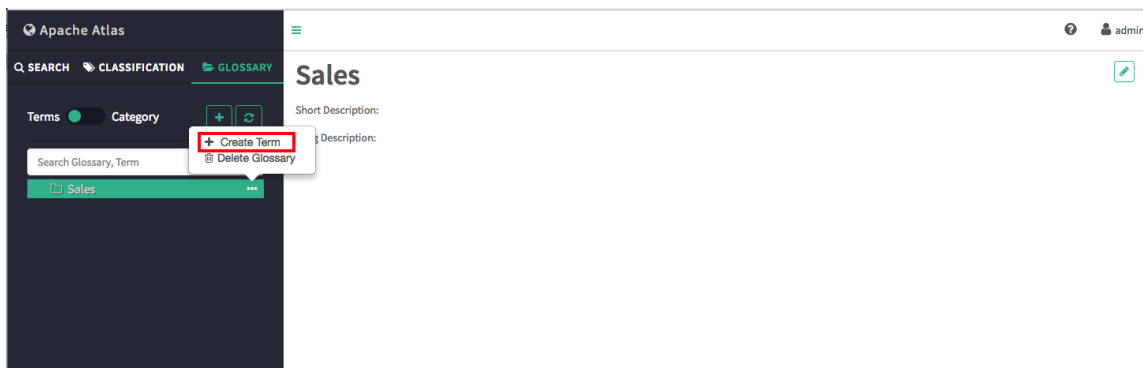 Apache Atlas
admin
SEARCH CLASSIFICATION GLOSSARY
Sales
Short Description:
Terms Category
Create Term
Description:
Delete Glossary
Search Glossary, Term
Sales